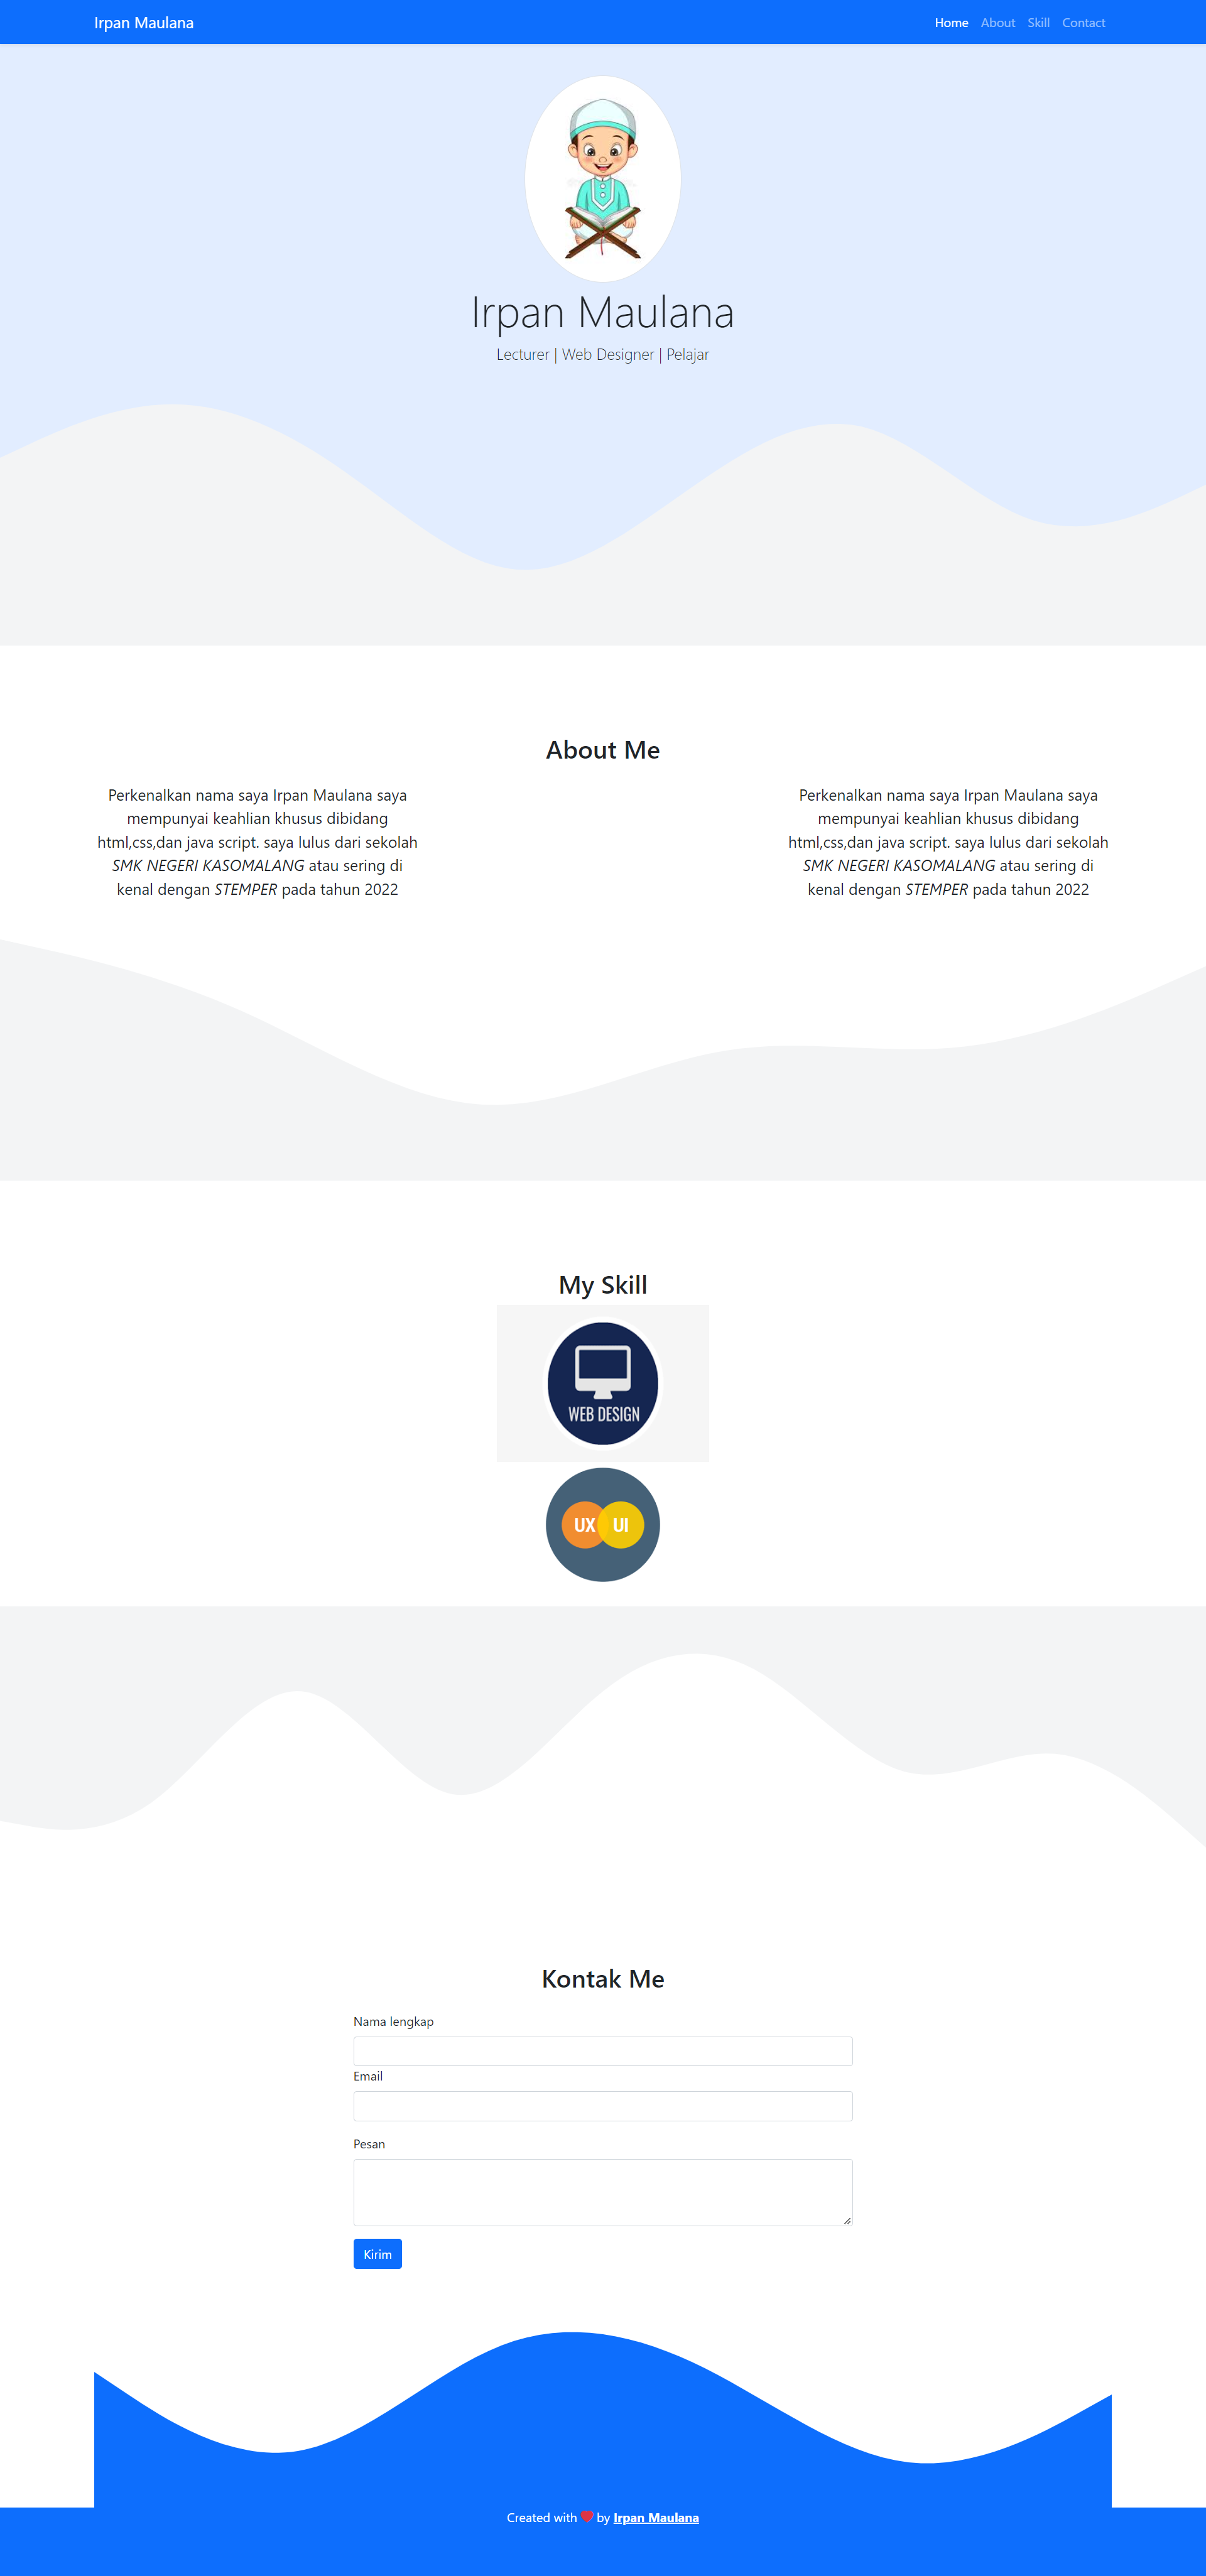 Irpan Maulana
Home About Skill Contact
Irpan Maulana
Lecturer | Web Designer | Pelajar
About Me
Perkenalkan nama saya Irpan Maulana saya
mempunyai keahlian khusus dibidang
html,css,dan java script. saya lulus dari sekolah
SMK NEGERI KASOMALANG atau sering di
kenal dengan STEMPER pada tahun 2022
Perkenalkan nama saya Irpan Maulana saya
mempunyai keahlian khusus dibidang
html,css,dan java script. saya lulus dari sekolah
SMK NEGERI KASOMALANG atau sering di
kenal dengan STEMPER pada tahun 2022
My Skill
WEB DESIGN
UX UI
Kontak Me
Nama lengkap
Email
Pesan
Kirim
Created with ❤ by Irpan Maulana